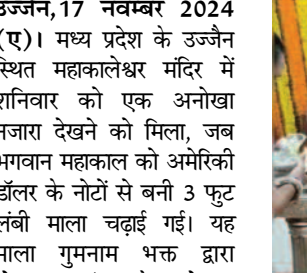 उज्जैन,17 नवम्बर 2024
(ए)। मध्य प्रदेश के उज्जैन
स्थित महाकालेश्वर मंदिर में
शनिवार को एक अनोखा
नजारा देखने को मिला, जब
भगवान महाकाल को अमेरिकी
डॉलर के नोटों से बनी 3 फुट
लंबी माला चढ़ाई गई। यह
माला गुमनाम भक्त द्वारा